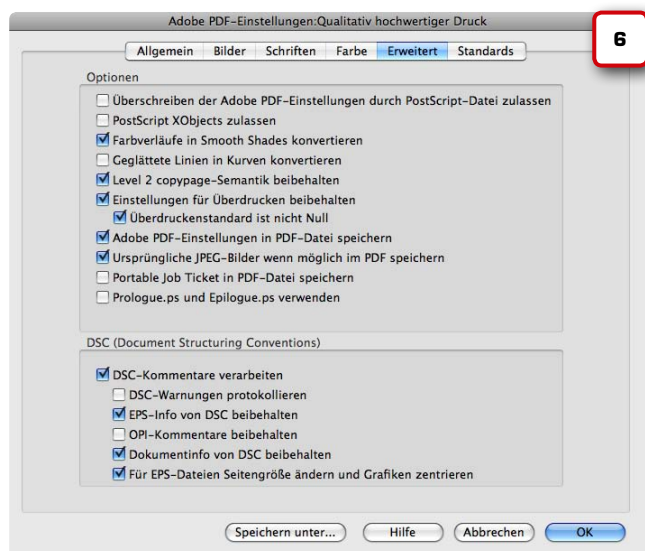 Adobe PDF-Einstellungen:Qualitativ hochwertiger Druck
6
Allgemein Bilder Schriften Farbe Erweitert Standards
Optionen
Überschreiben der Adobe PDF-Einstellungen durch PostScript-Datei zulassen
PostScript XObjects zulassen
Farbverläufe in Smooth Shades konvertieren
Geglättete Linien in Kurven konvertieren
Level 2 copypage-Semantik beibehalten
Einstellungen für Überdrucken beibehalten
Überdruckenstandard ist nicht Null
Adobe PDF-Einstellungen in PDF-Datei speichern
Ursprüngliche JPEG-Bilder wenn möglich im PDF speichern
Portable Job Ticket in PDF-Datei speichern
Prologue.ps und Epilogue.ps verwenden
DSC (Document Structuring Conventions)
DSC-Kommentare verarbeiten
DSC-Warnungen protokollieren
EPS-Info von DSC beibehalten
OPI-Kommentare beibehalten
Dokumentinfo von DSC beibehalten
Für EPS-Dateien Seitengröße ändern und Grafiken zentrieren
Speichern unter... Hilfe Abbrechen OK